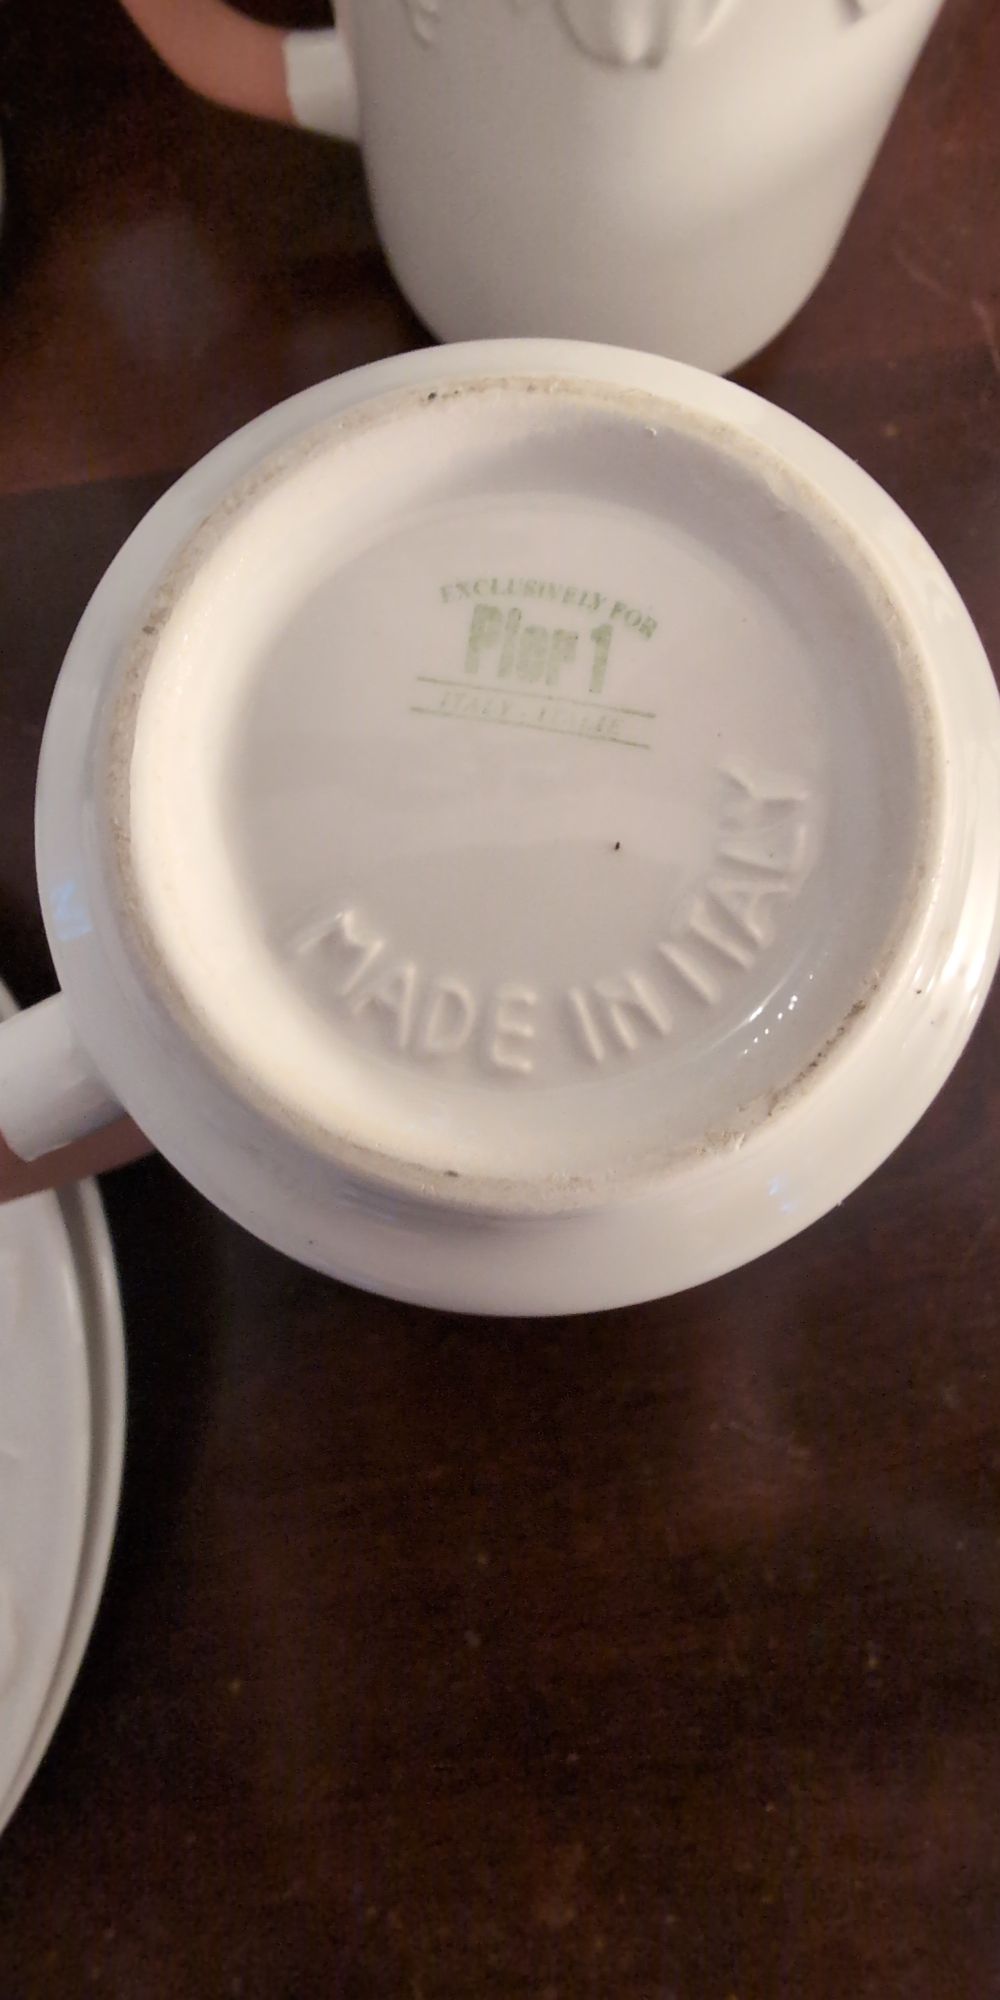 EXCLUSIVELY FOR
Pier 1
ITALY - ITALIE
MADE IN ITALY